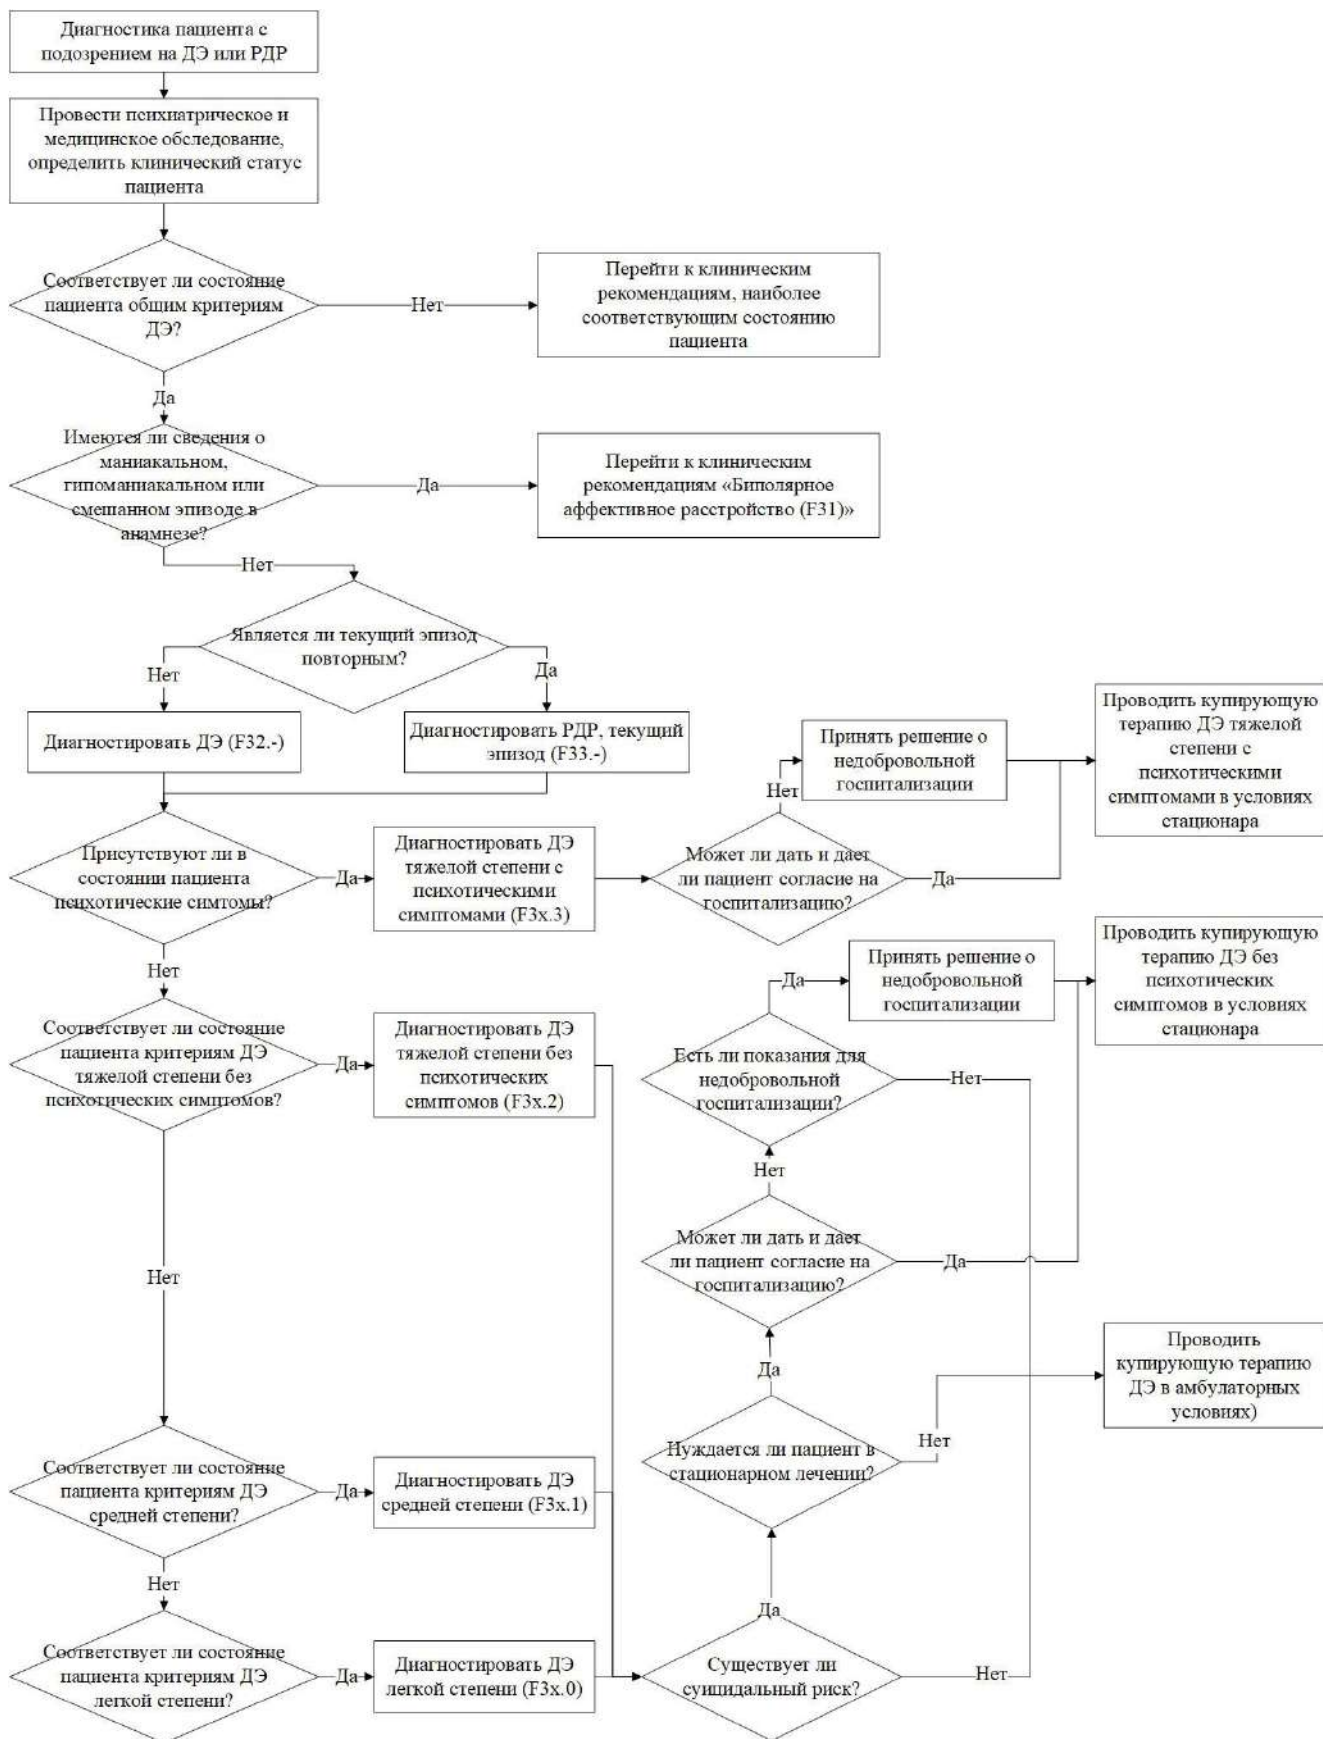 Диагностика пациента с
подозрением на ДЭ или РДР
Провести психиатрическое и
медицинское обследование,
определить клинический статус
пациента
Соответствует ли состояние
пациента общим критериям
ДЭ?
Нет
Перейти к клиническим
рекомендациям, наиболее
соответствующим состоянию
пациента
Да
Имеются ли сведения о
маниакальном,
гипоманиакальном или
смешанном эпизоде в
анамнезе?
Да
Перейти к клиническим
рекомендациям «Биполярное
аффективное расстройство (F31)»
Нет
Является ли текущий эпизод
повторным?
Нет
Да
Диагностировать ДЭ (F32.-)
Диагностировать РДР, текущий
эпизод (F33.-)
Присутствуют ли в
состоянии пациента
психотические симтомы?
Да
Диагностировать ДЭ
тяжелой степени с
психотическими
симптомами (F3x.3)
Может ли дать и дает
ли пациент согласие на
госпитализацию?
Нет
Принять решение о
недобровольной
госпитализации
Да
Проводить купирующую
терапию ДЭ тяжелой
степени с
психотическими
симптомами в условиях
стационара
Нет
Соответствует ли состояние
пациента критериям ДЭ
тяжелой степени без
психотических симптомов?
Да
Диагностировать ДЭ
тяжелой степени без
психотических
симптомов (F3x.2)
Есть ли показания для
недобровольной
госпитализации?
Да
Принять решение о
недобровольной
госпитализации
Проводить купирующую
терапию ДЭ без
психотических
симптомов в условиях
стационара
Нет
Нет
Может ли дать и дает
ли пациент согласие на
госпитализацию?
Да
Нет
Да
Проводить
купирующую терапию
ДЭ в амбулаторных
условиях)
Нуждается ли пациент в
стационарном лечении?
Нет
Соответствует ли состояние
пациента критериям ДЭ
средней степени?
Да
Диагностировать ДЭ
средней степени (F3x.1)
Нет
Да
Соответствует ли состояние
пациента критериям ДЭ
легкой степени?
Да
Диагностировать ДЭ
легкой степени (F3x.0)
Существует ли
суицидальный риск?
Нет